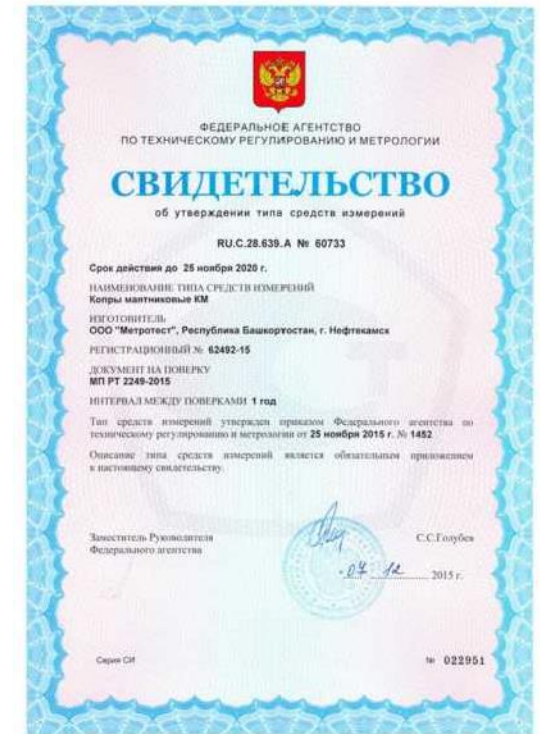 ФЕДЕРАЛЬНОЕ АГЕНТСТВО
ПО ТЕХНИЧЕСКОМУ РЕГУЛИРОВАНИЮ И МЕТРОЛОГИИ
СВИДЕТЕЛЬСТВО
об утверждении типа средств измерений
RU.C.28.639.A № 60733
Срок действия до 25 ноября 2020 г.
НАИМЕНОВАНИЕ ТИПА СРЕДСТВ ИЗМЕРЕНИЙ
Копры маятниковые КМ
ИЗГОТОВИТЕЛЬ
ООО "Метротест", Республика Башкортостан, г. Нефтекамск
РЕГИСТРАЦИОННЫЙ № 62492-15
ДОКУМЕНТ НА ПОВЕРКУ
МП РТ 2249-2015
ИНТЕРВАЛ МЕЖДУ ПОВЕРКАМИ 1 год
Тип средств измерений утвержден приказом Федерального агентства по
техническому регулированию и метрологии от 25 ноября 2015 г. № 1452
Описание типа средств измерений является обязательным приложением
к настоящему свидетельству.
Заместитель Руководителя
Федерального агентства
С.С.Голубев
07 12 2015 г.
Серия СИ
№ 022951